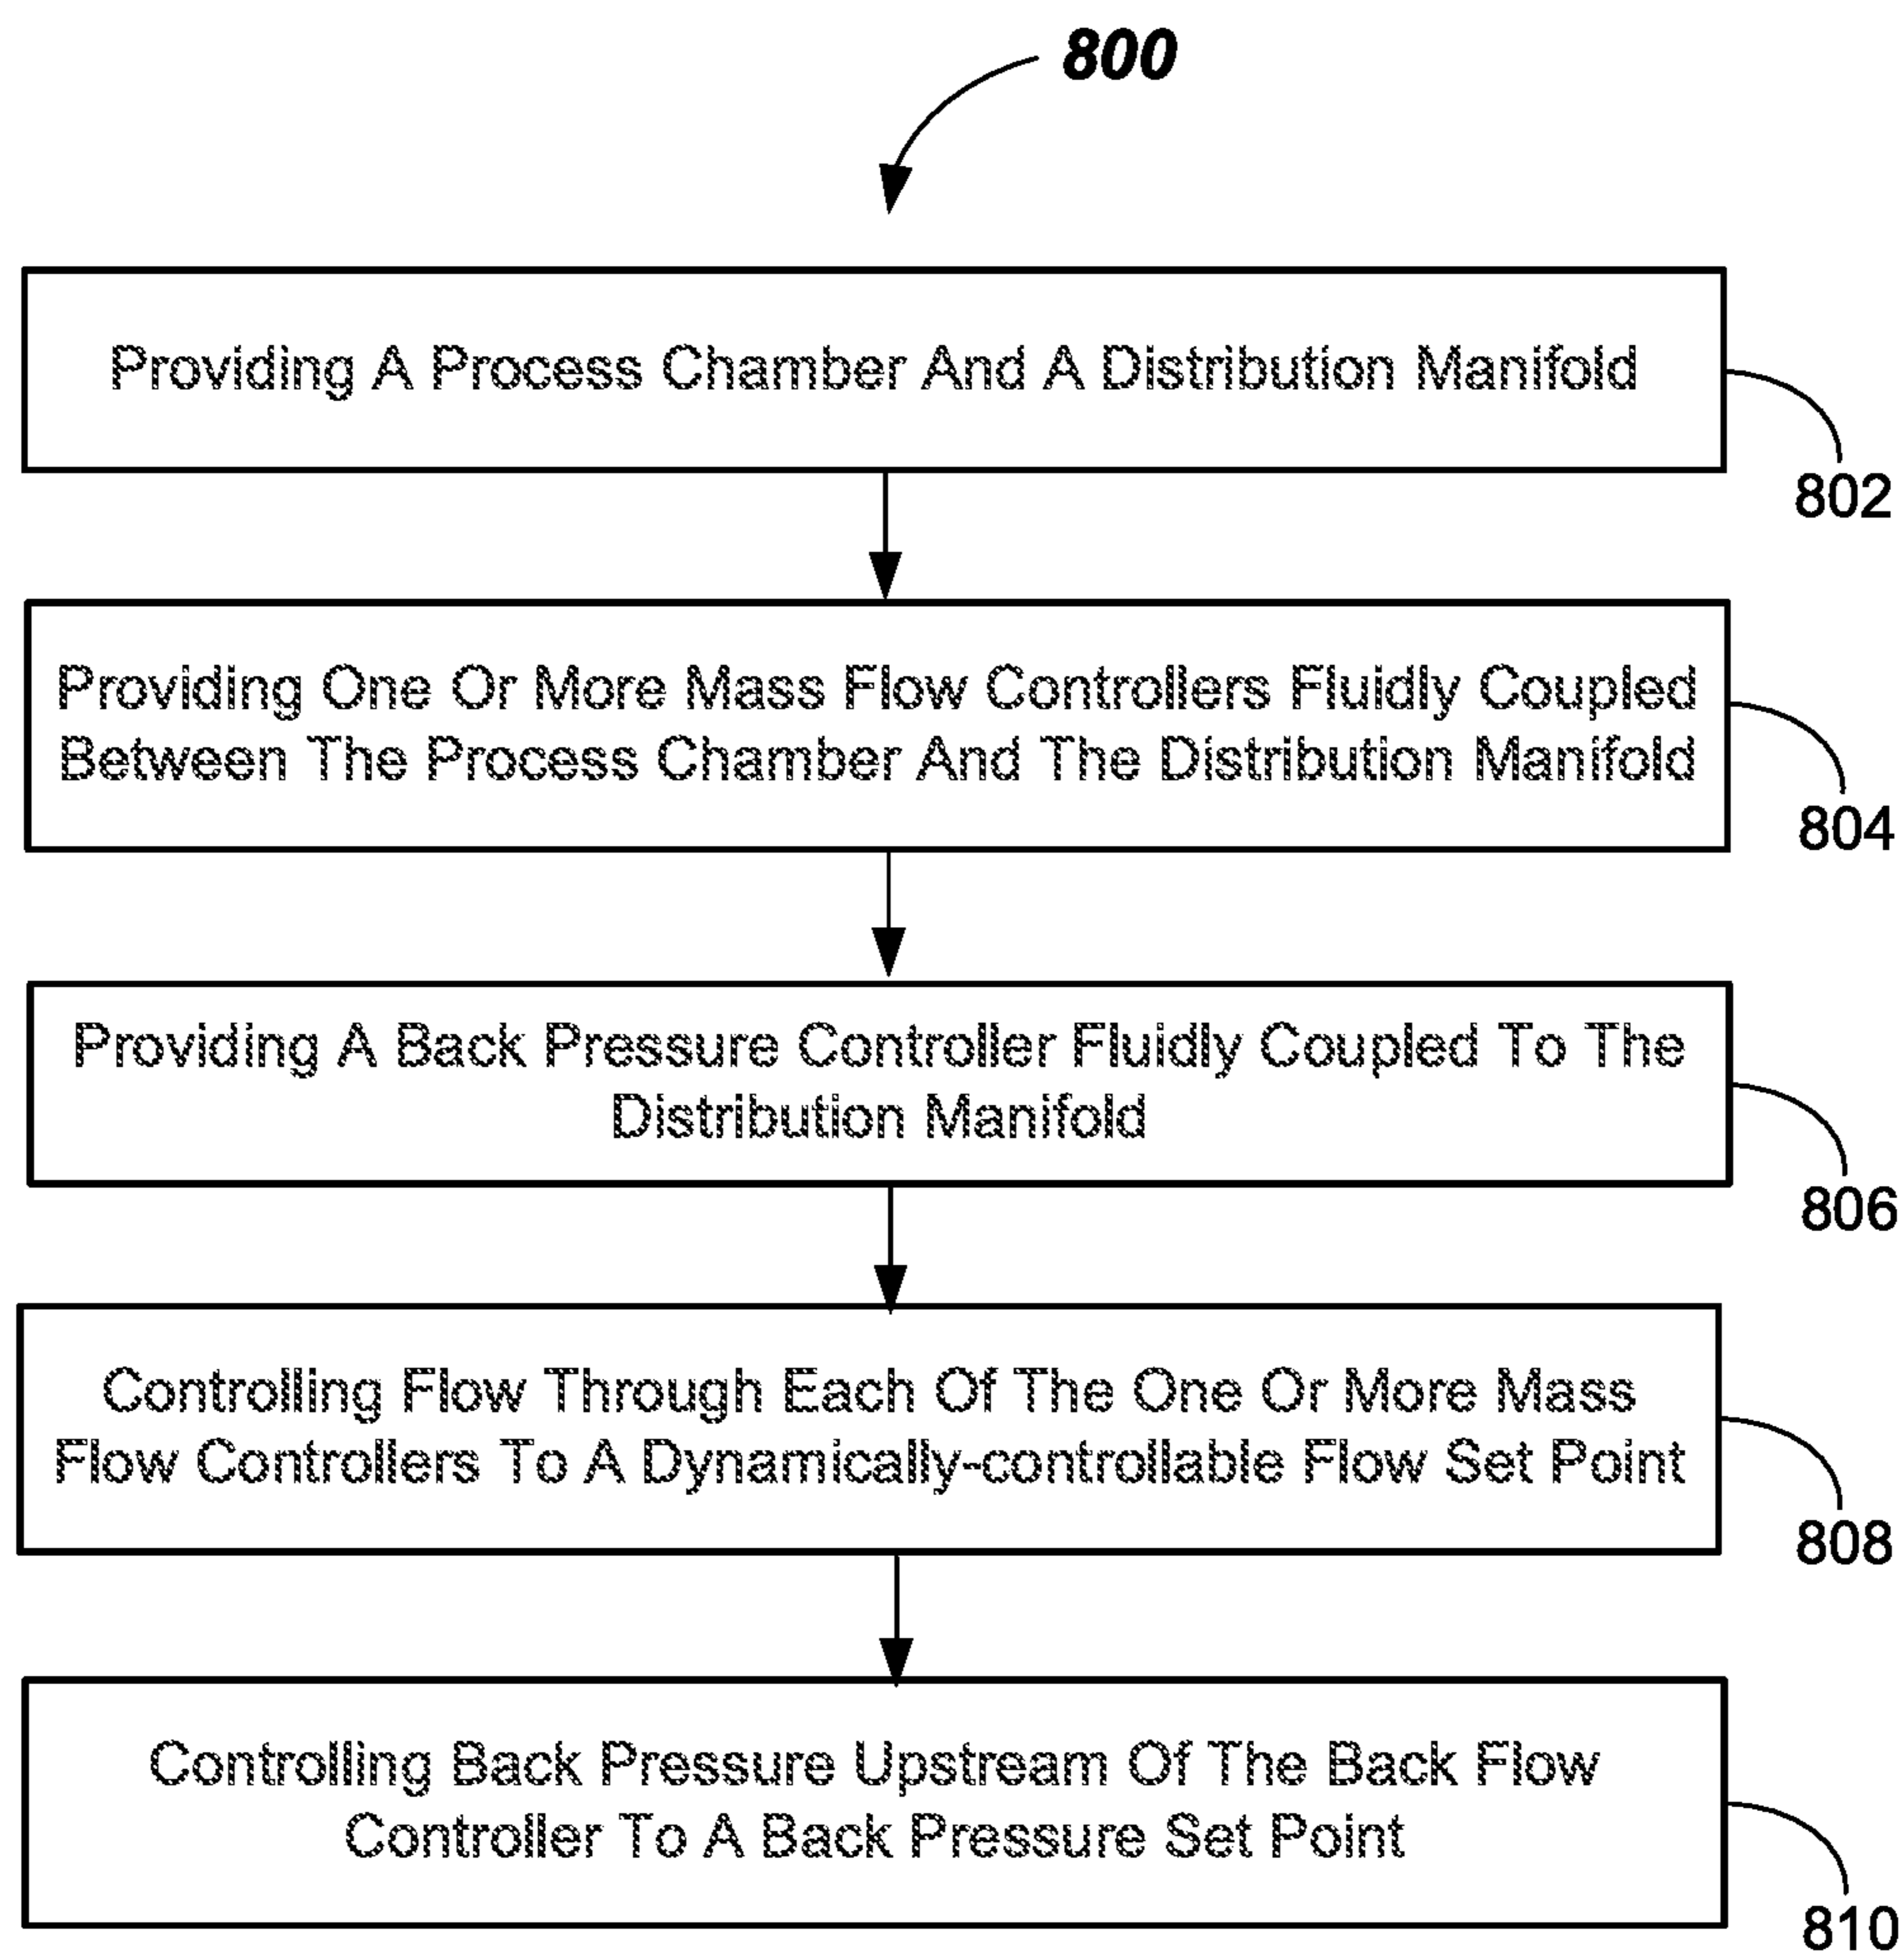 800
Providing A Process Chamber And A Distribution Manifold
802
Providing One Or More Mass Flow Controllers Fluidly Coupled
Between The Process Chamber And The Distribution Manifold
804
Providing A Back Pressure Controller Fluidly Coupled To The
Distribution Manifold
806
Controlling Flow Through Each Of The One Or More Mass
Flow Controllers To A Dynamically-controllable Flow Set Point
808
Controlling Back Pressure Upstream Of The Back Flow
Controller To A Back Pressure Set Point
810